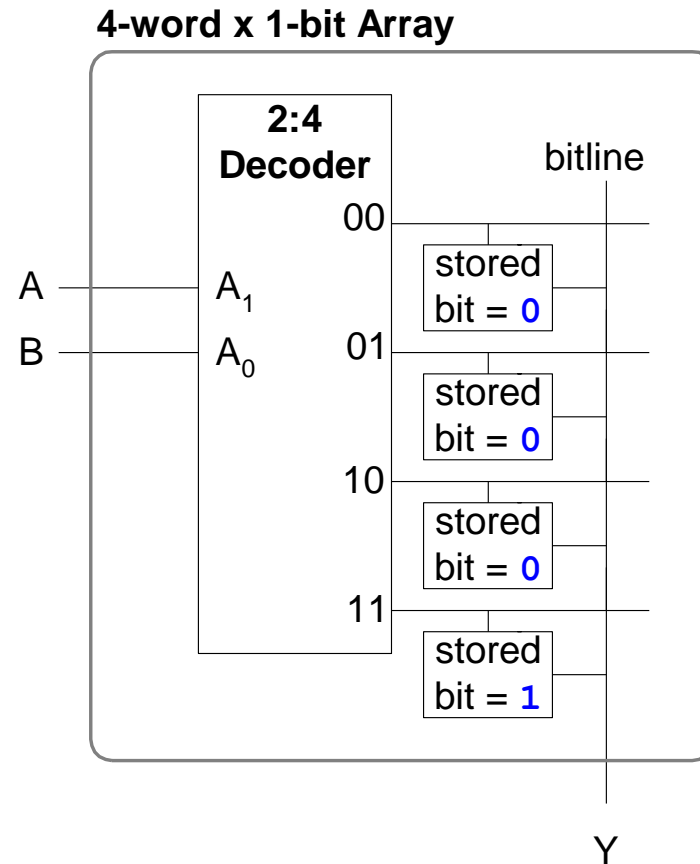 4-word x 1-bit Array
2:4
Decoder
bitline
00
stored
bit = 0
A
A₁
B
A₀
01
stored
bit = 0
10
stored
bit = 0
11
stored
bit = 1
Y